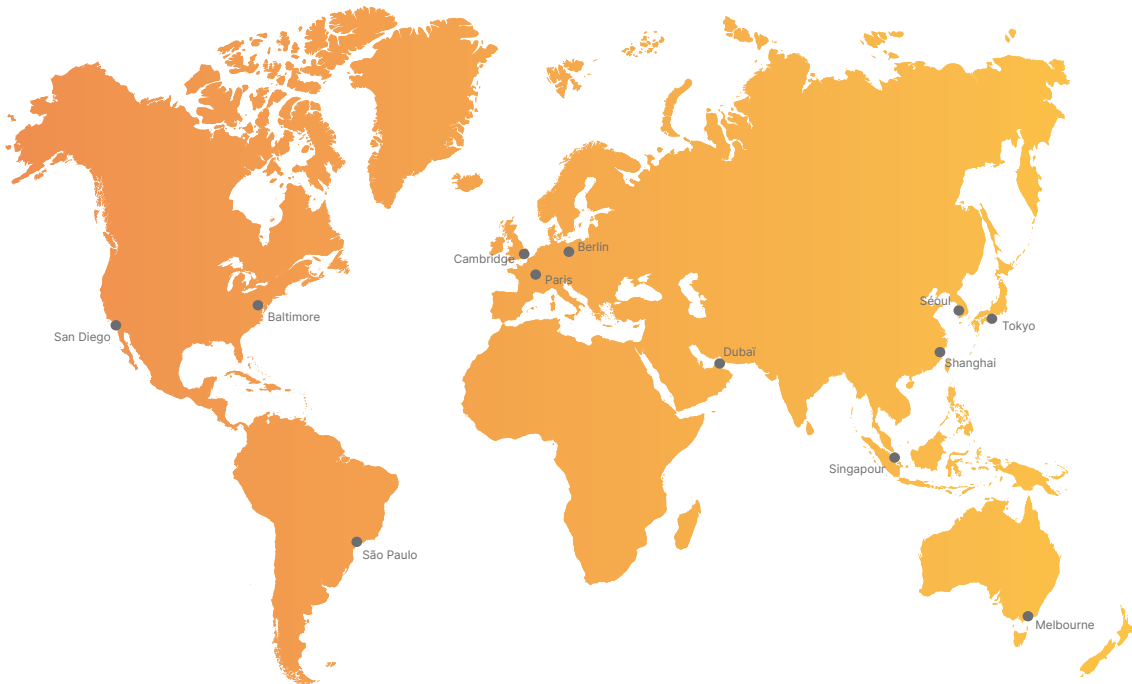 Berlin
Cambridge
Paris
Séoul
Baltimore
Tokyo
San Diego
Dubaï
Shanghai
Singapour
São Paulo
Melbourne